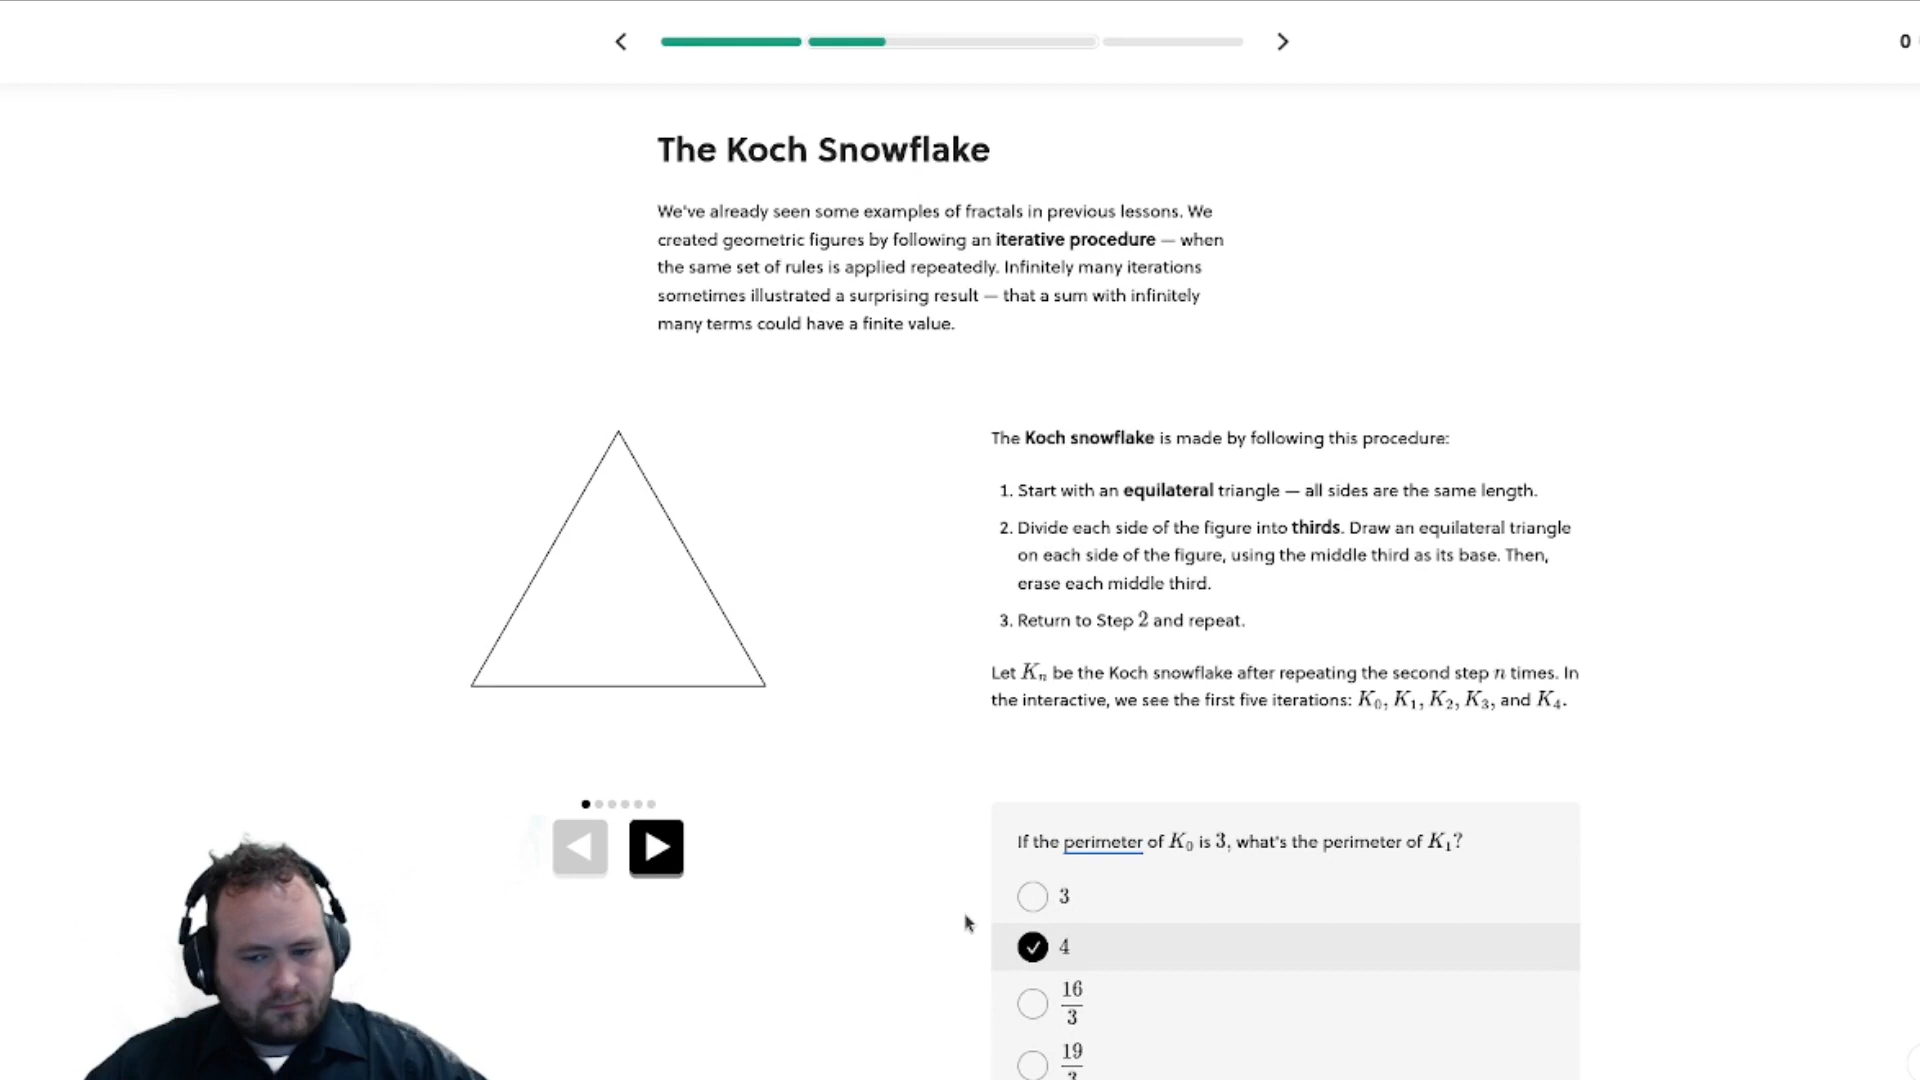 0
The Koch Snowflake
We've already seen some examples of fractals in previous lessons. We
created geometric figures by following an iterative procedure — when
the same set of rules is applied repeatedly. Infinitely many iterations
sometimes illustrated a surprising result — that a sum with infinitely
many terms could have a finite value.
The Koch snowflake is made by following this procedure:
1. Start with an equilateral triangle — all sides are the same length.
2. Divide each side of the figure into thirds. Draw an equilateral triangle
on each side of the figure, using the middle third as its base. Then,
erase each middle third.
3. Return to Step 2 and repeat.
Let Kₙ be the Koch snowflake after repeating the second step n times. In
the interactive, we see the first five iterations: K₀, K₁, K₂, K₃, and K₄.
If the perimeter of K₀ is 3, what's the perimeter of K₁?
3
4
16
3
19